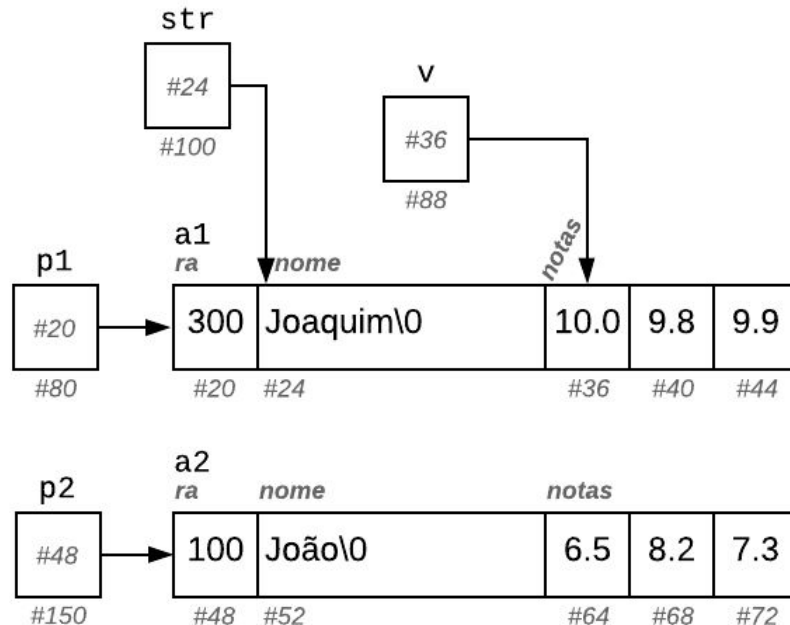 str
#24
#100
v
#36
#88
notas
a1
ra nome
p1
#20
#80
300 Joaquim\0 10.0 9.8 9.9
#20 #24 #36 #40 #44
a2
ra nome notas
p2
#48
#150
100 João\0 6.5 8.2 7.3
#48 #52 #64 #68 #72